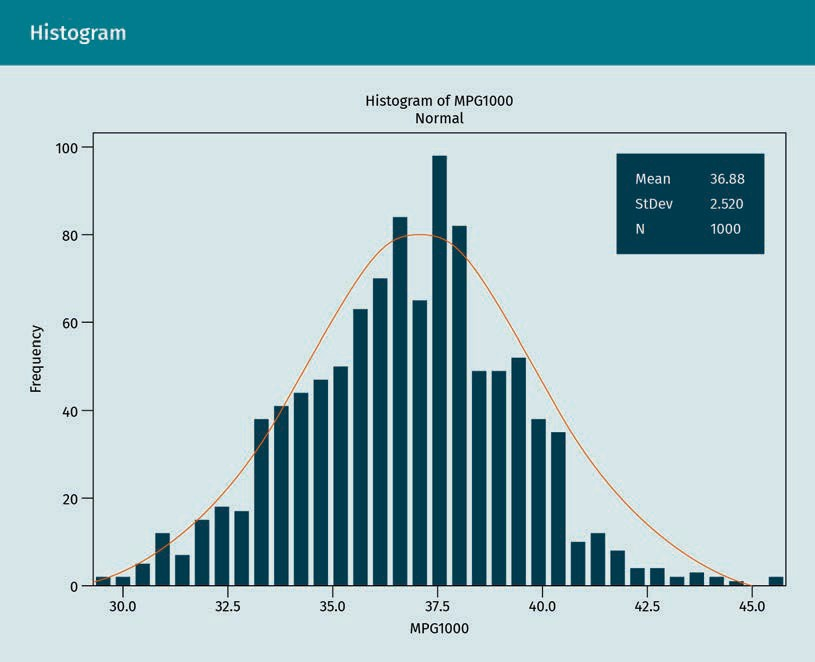 Histogram
Histogram of MPG1000
Normal
100
80
60
40
20
0
Frequency
Mean 36.88
StDev 2.520
N 1000
30.0 32.5 35.0 37.5 40.0 42.5 45.0
MPG1000